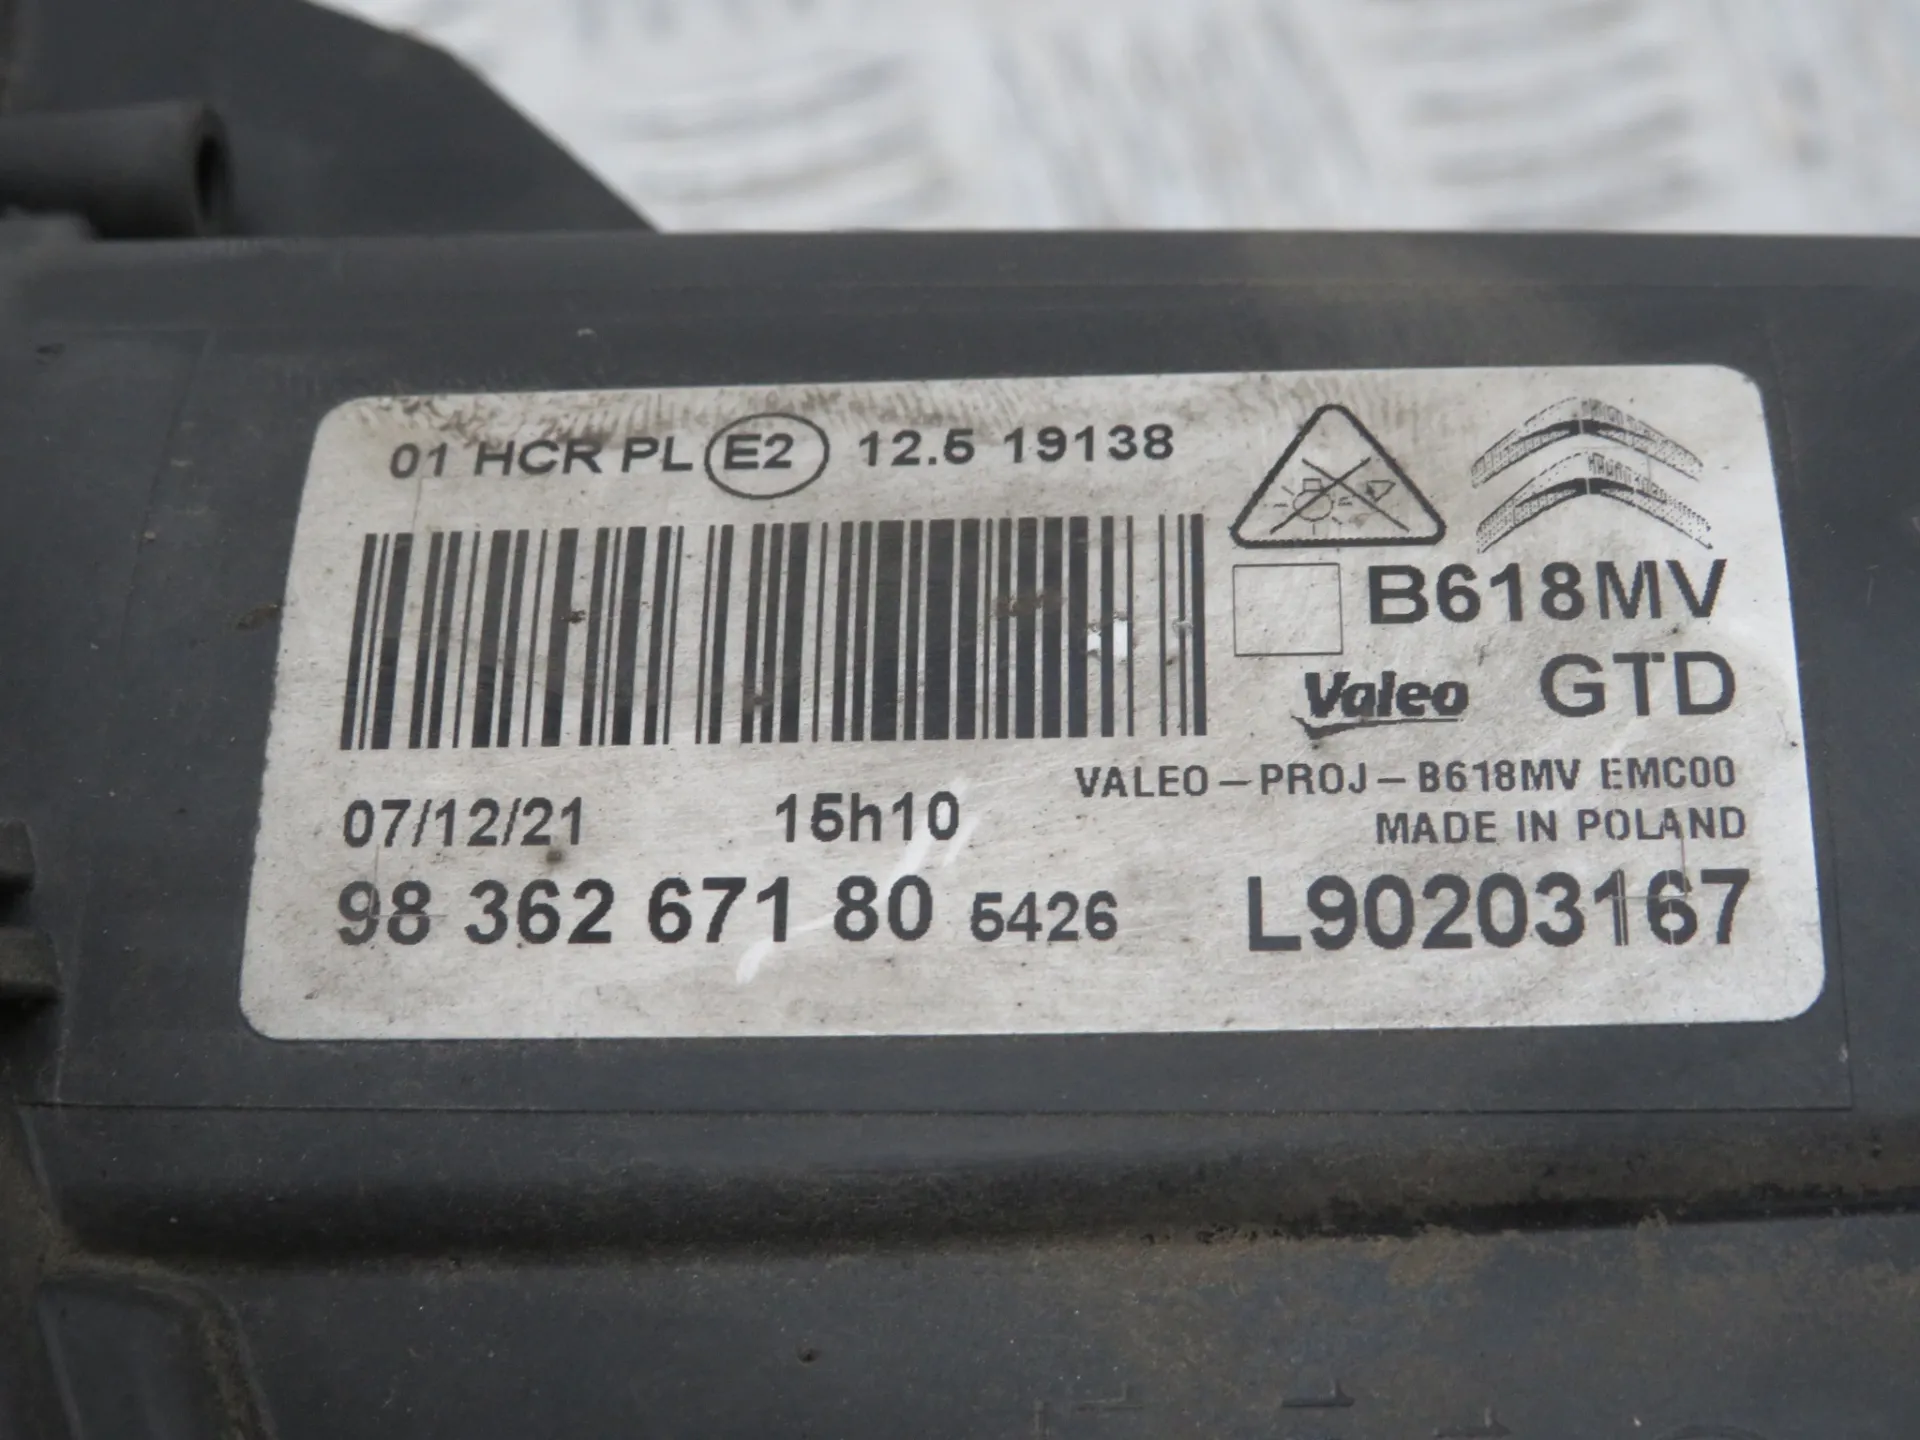 01 HCR PL E2 12.5 19138
B618MV
Valeo GTD
VALEO-PROJ-B618MV EMC00
07/12/21 15h10
MADE IN POLAND
98 362 671 80 5426 L90203167